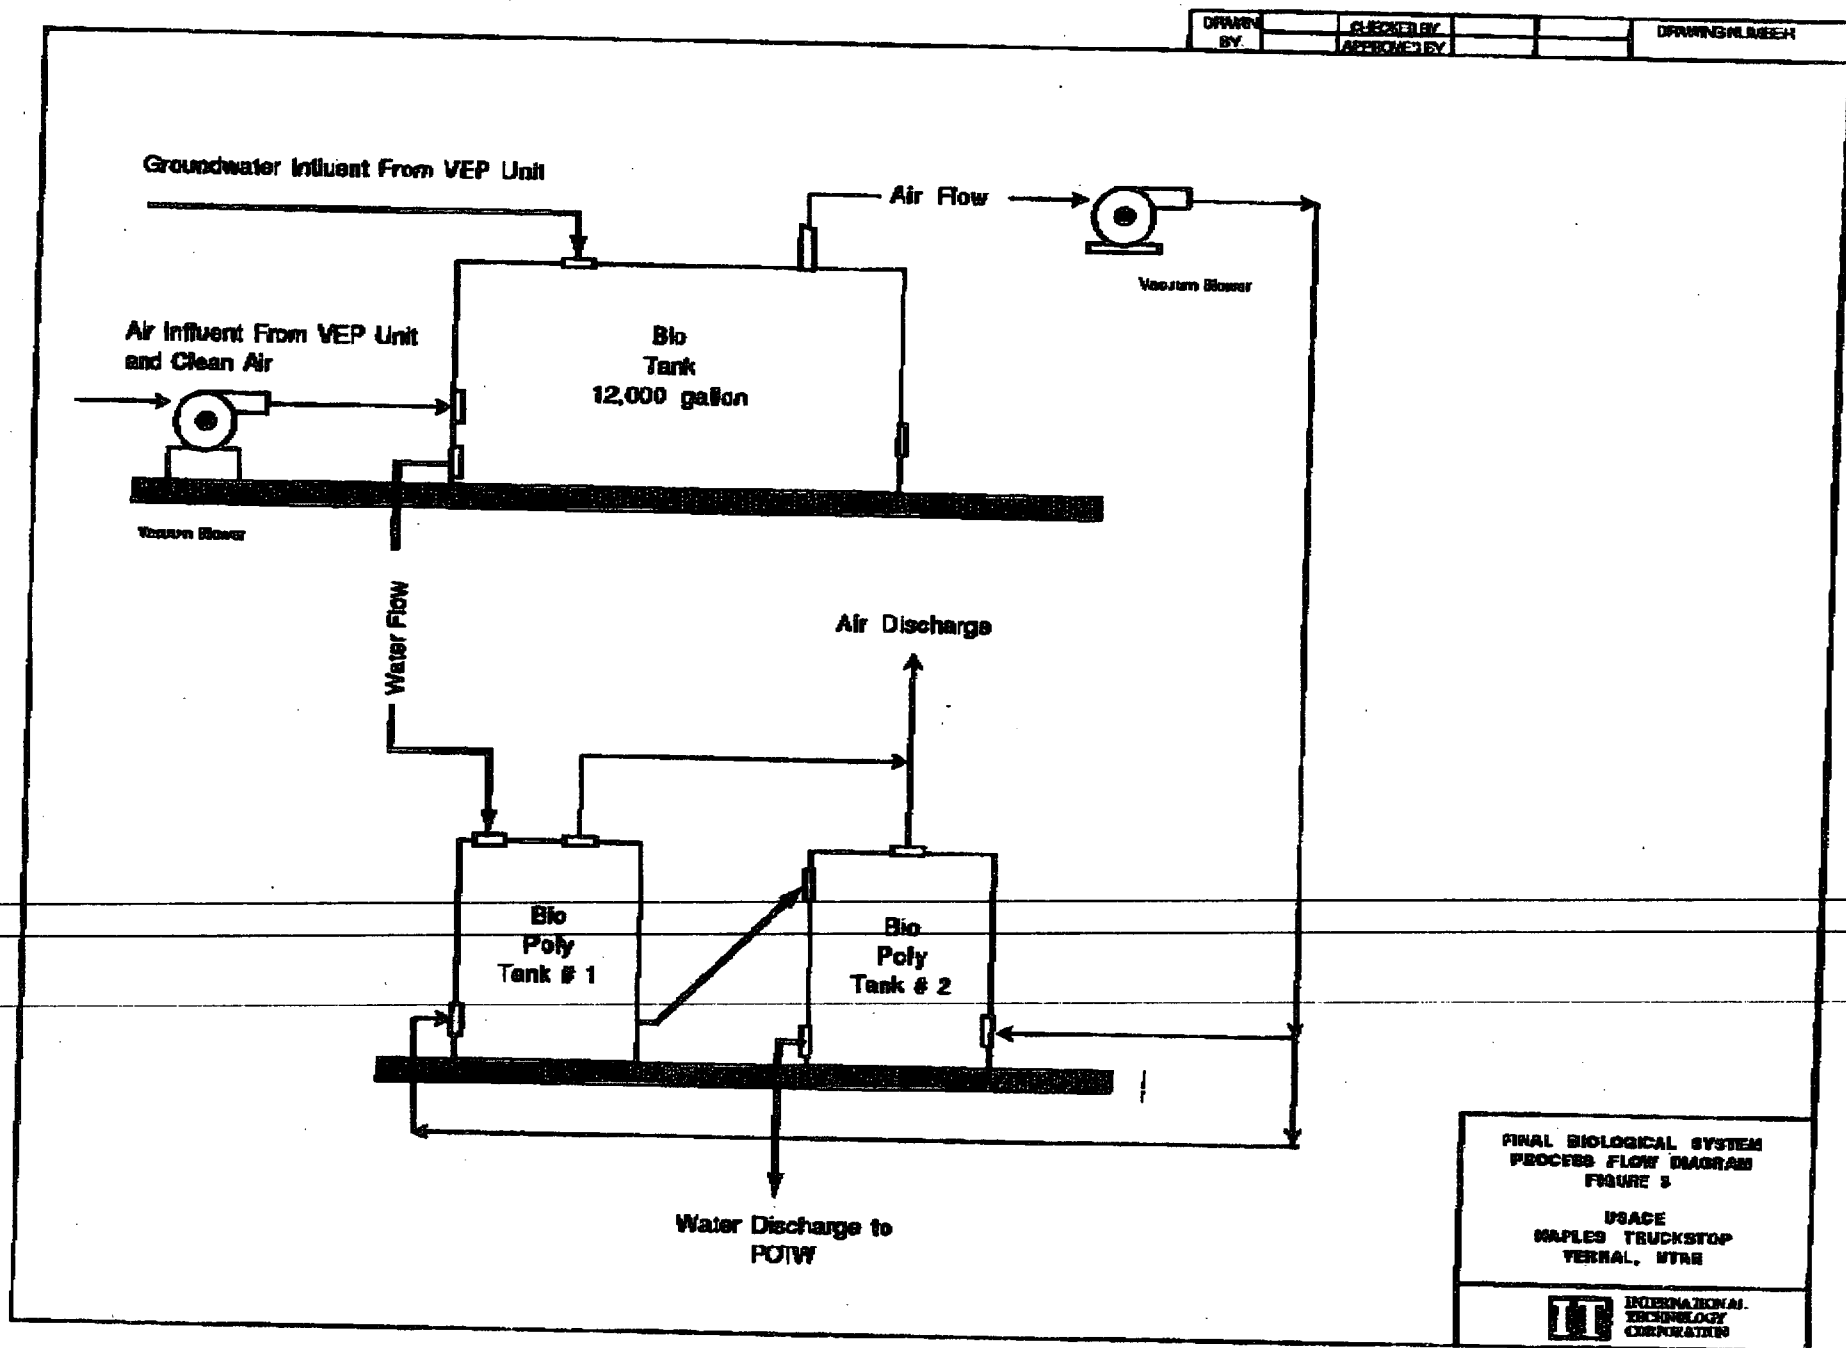 DRAWN
BY
CHECKED BY
APPROVED BY
DRAWING NUMBER
Groundwater Influent From VEP Unit
Air Flow
Vacuum Blower
Air Influent From VEP Unit
and Clean Air
Bio
Tank
12,000 gallon
Vacuum Blower
Water Flow
Air Discharge
Bio
Poly
Tank # 1
Bio
Poly
Tank # 2
Water Discharge to
POTW
FINAL BIOLOGICAL SYSTEM
PROCESS FLOW DIAGRAM
FIGURE
USACE
MAPLES TRUCKSTOP
VERNAL, UTAH
IT
INTERNATIONAL
TECHNOLOGY
CORPORATION